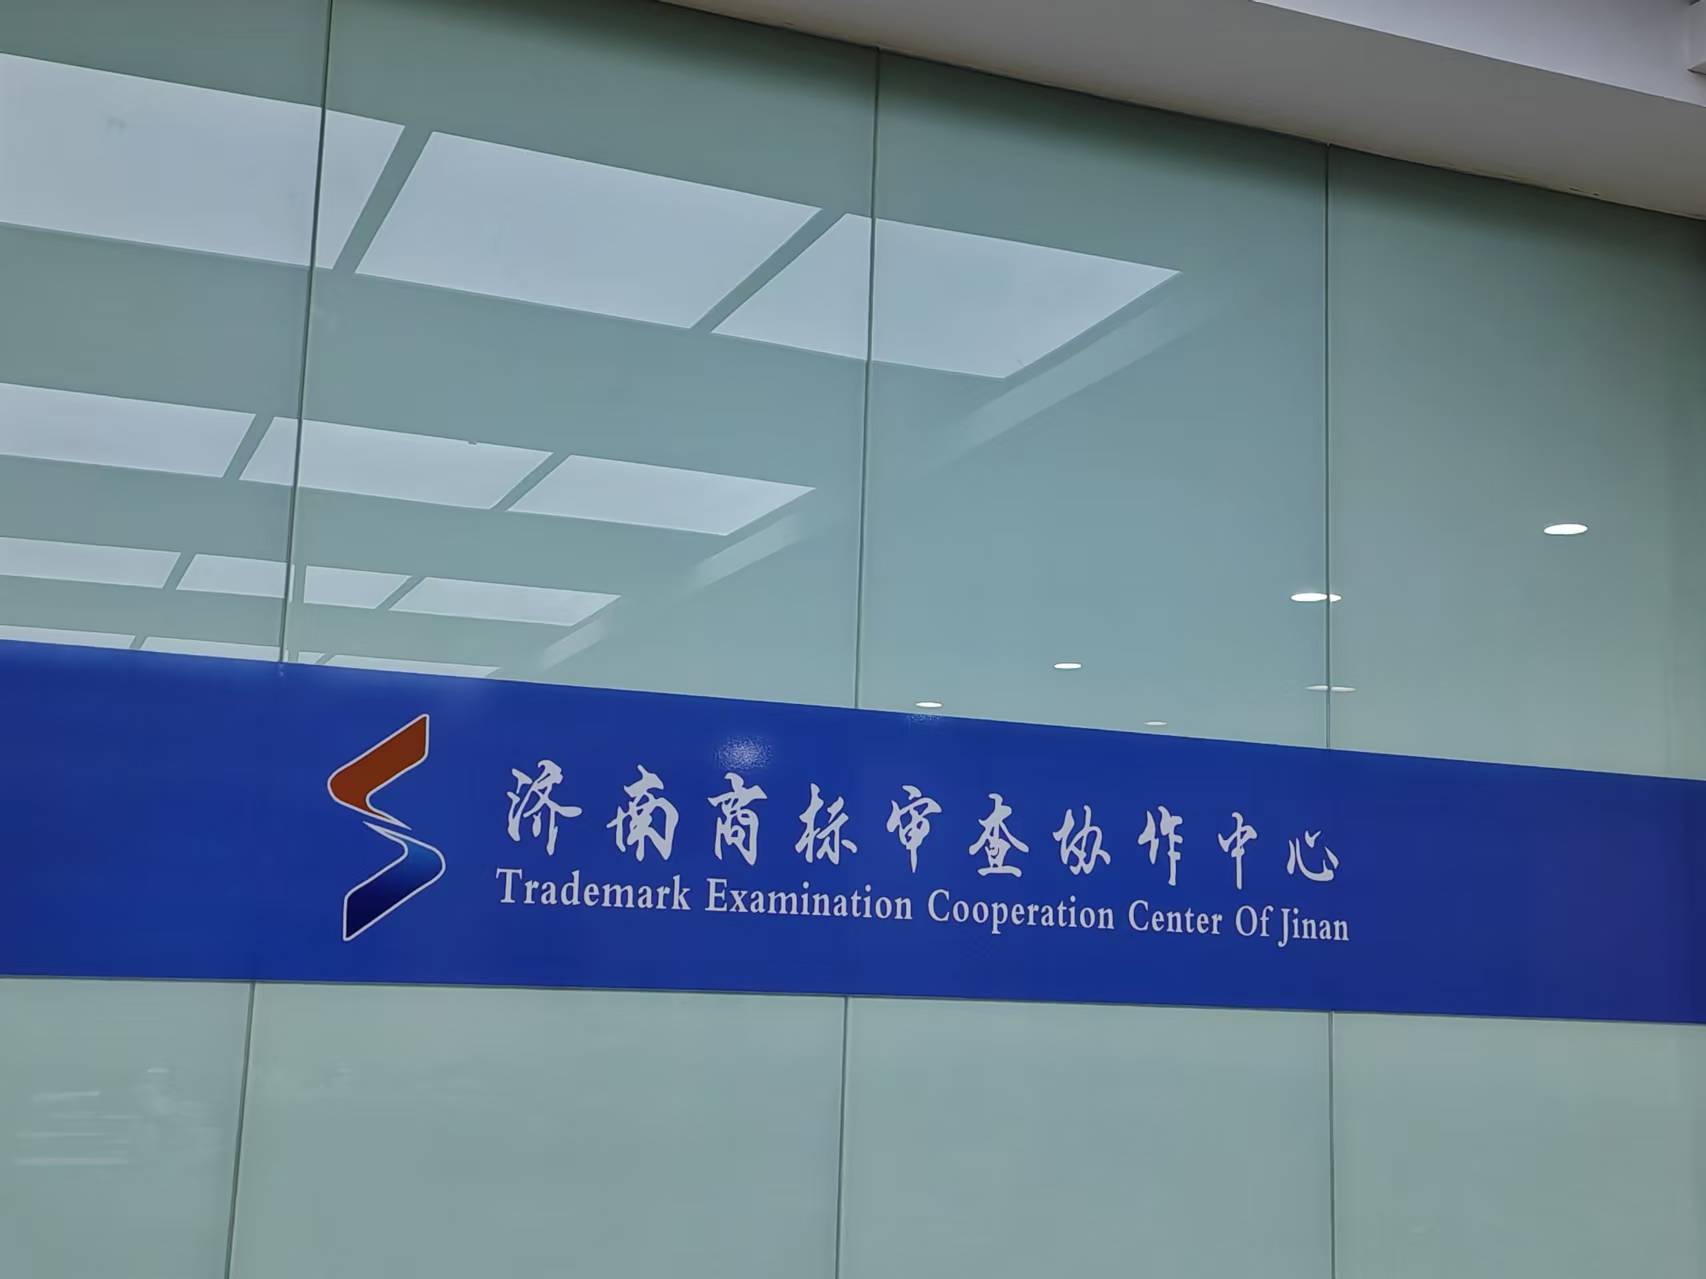 济南商标审查协作中心
Trademark Examination Cooperation Center Of Jinan